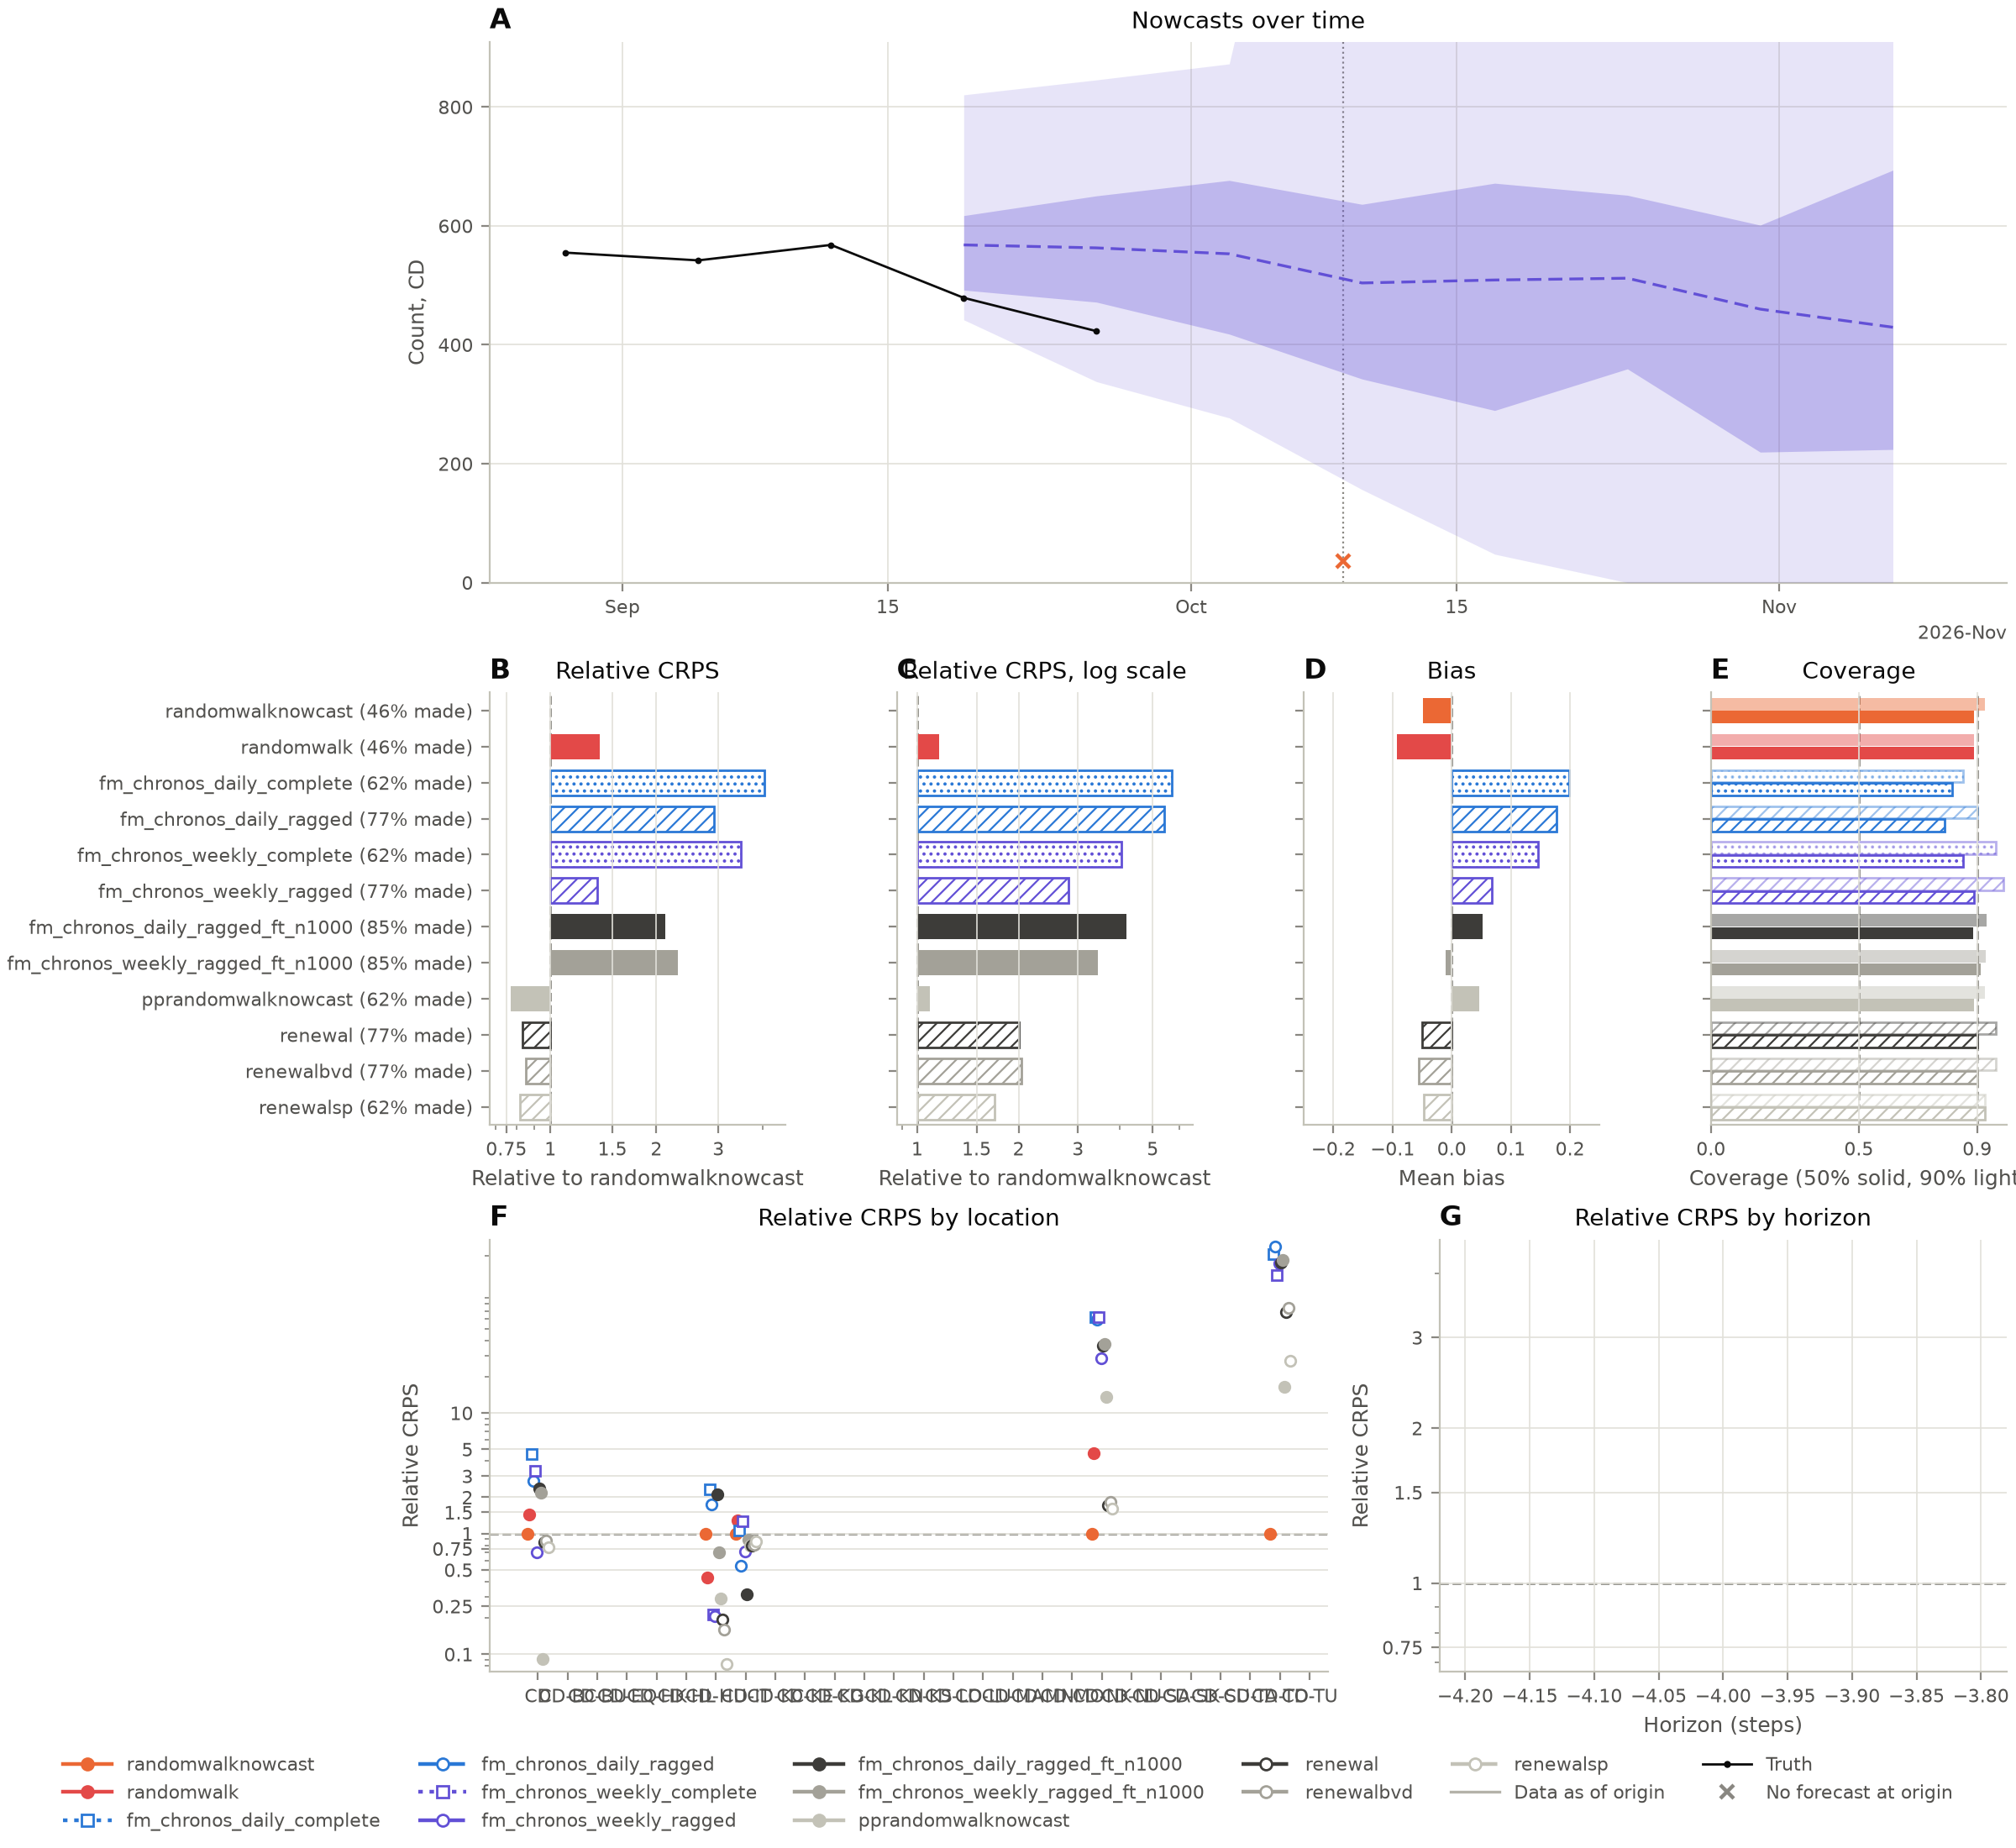 A Nowcasts over time
800
600
400
200
0
Count, CD
Sep 15 Oct 15 Nov
2026-Nov
B Relative CRPS
C Relative CRPS, log scale
D Bias
E Coverage
randomwalknowcast (46% made)
randomwalk (46% made)
fm_chronos_daily_complete (62% made)
fm_chronos_daily_ragged (77% made)
fm_chronos_weekly_complete (62% made)
fm_chronos_weekly_ragged (77% made)
fm_chronos_daily_ragged_ft_n1000 (85% made)
fm_chronos_weekly_ragged_ft_n1000 (85% made)
pprandomwalknowcast (62% made)
renewal (77% made)
renewalbvd (77% made)
renewalsp (62% made)
0.75 1 1.5 2 3
1 1.5 2 3 5
−0.2 −0.1 0.0 0.1 0.2
0.0 0.5 0.9
Relative to randomwalknowcast
Relative to randomwalknowcast
Mean bias
Coverage (50% solid, 90% light
F Relative CRPS by location
G Relative CRPS by horizon
10
5
3
2
1.5
1
0.75
0.5
0.25
0.1
Relative CRPS
3
2
1.5
1
0.75
Relative CRPS
−4.20 −4.15 −4.10 −4.05 −4.00 −3.95 −3.90 −3.85 −3.80
Horizon (steps)
randomwalknowcast
randomwalk
fm_chronos_daily_complete
fm_chronos_daily_ragged
fm_chronos_weekly_complete
fm_chronos_weekly_ragged
fm_chronos_daily_ragged_ft_n1000
fm_chronos_weekly_ragged_ft_n1000
pprandomwalknowcast
renewal
renewalbvd
renewalsp
Data as of origin
Truth
No forecast at origin